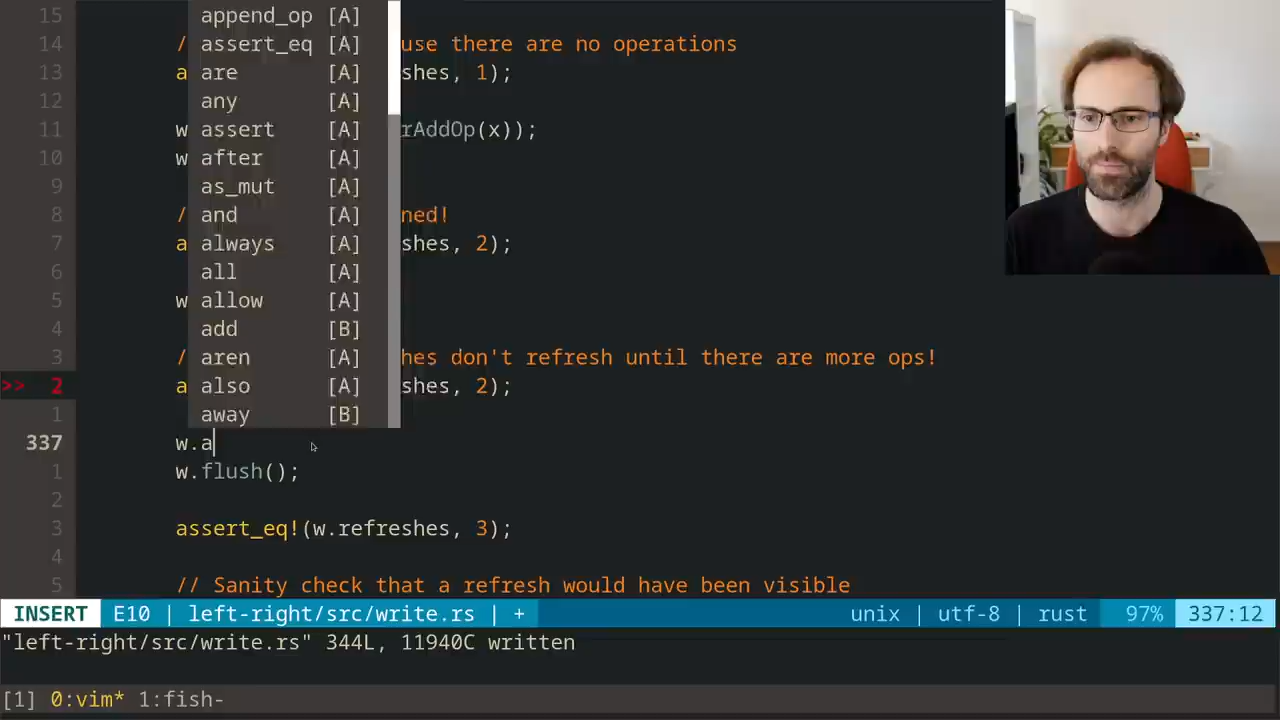 15 append_op [A]
14 / assert_eq [A] use there are no operations
13 a are [A] shes, 1);
12 any [A]
11 w assert [A] rAddOp(x));
10 w after [A]
9 as_mut [A]
8 / and [A] ned!
7 a always [A] shes, 2);
6 all [A]
5 w allow [A]
4 add [B]
3 / aren [A] hes don't refresh until there are more ops!
>> 2 a also [A] shes, 2);
1 away [B]
337 w.a
1 w.flush();
2
3 assert_eq!(w.refreshes, 3);
4
5 // Sanity check that a refresh would have been visible
INSERT E10 | left-right/src/write.rs | + unix | utf-8 | rust 97% 337:12
"left-right/src/write.rs" 344L, 11940C written
[1] 0:vim* 1:fish-